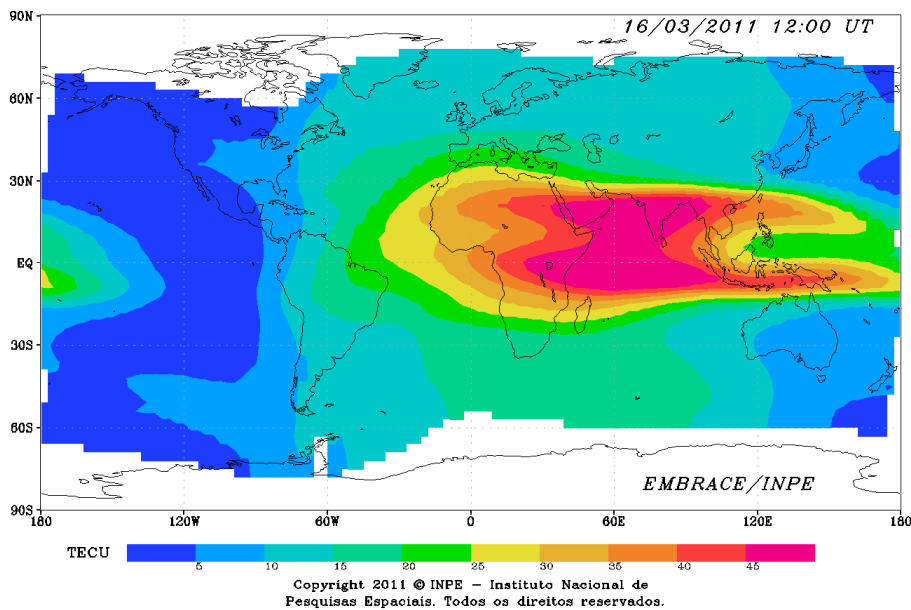 90N
16/03/2011 12:00 UT
60N
30N
EQ
30S
60S
EMBRACE/INPE
90S
180 120W 60W 0 60E 120E 180
TECU
5 10 15 20 25 30 35 40 45
Copyright 2011 © INPE – Instituto Nacional de
Pesquisas Espaciais. Todos os direitos reservados.